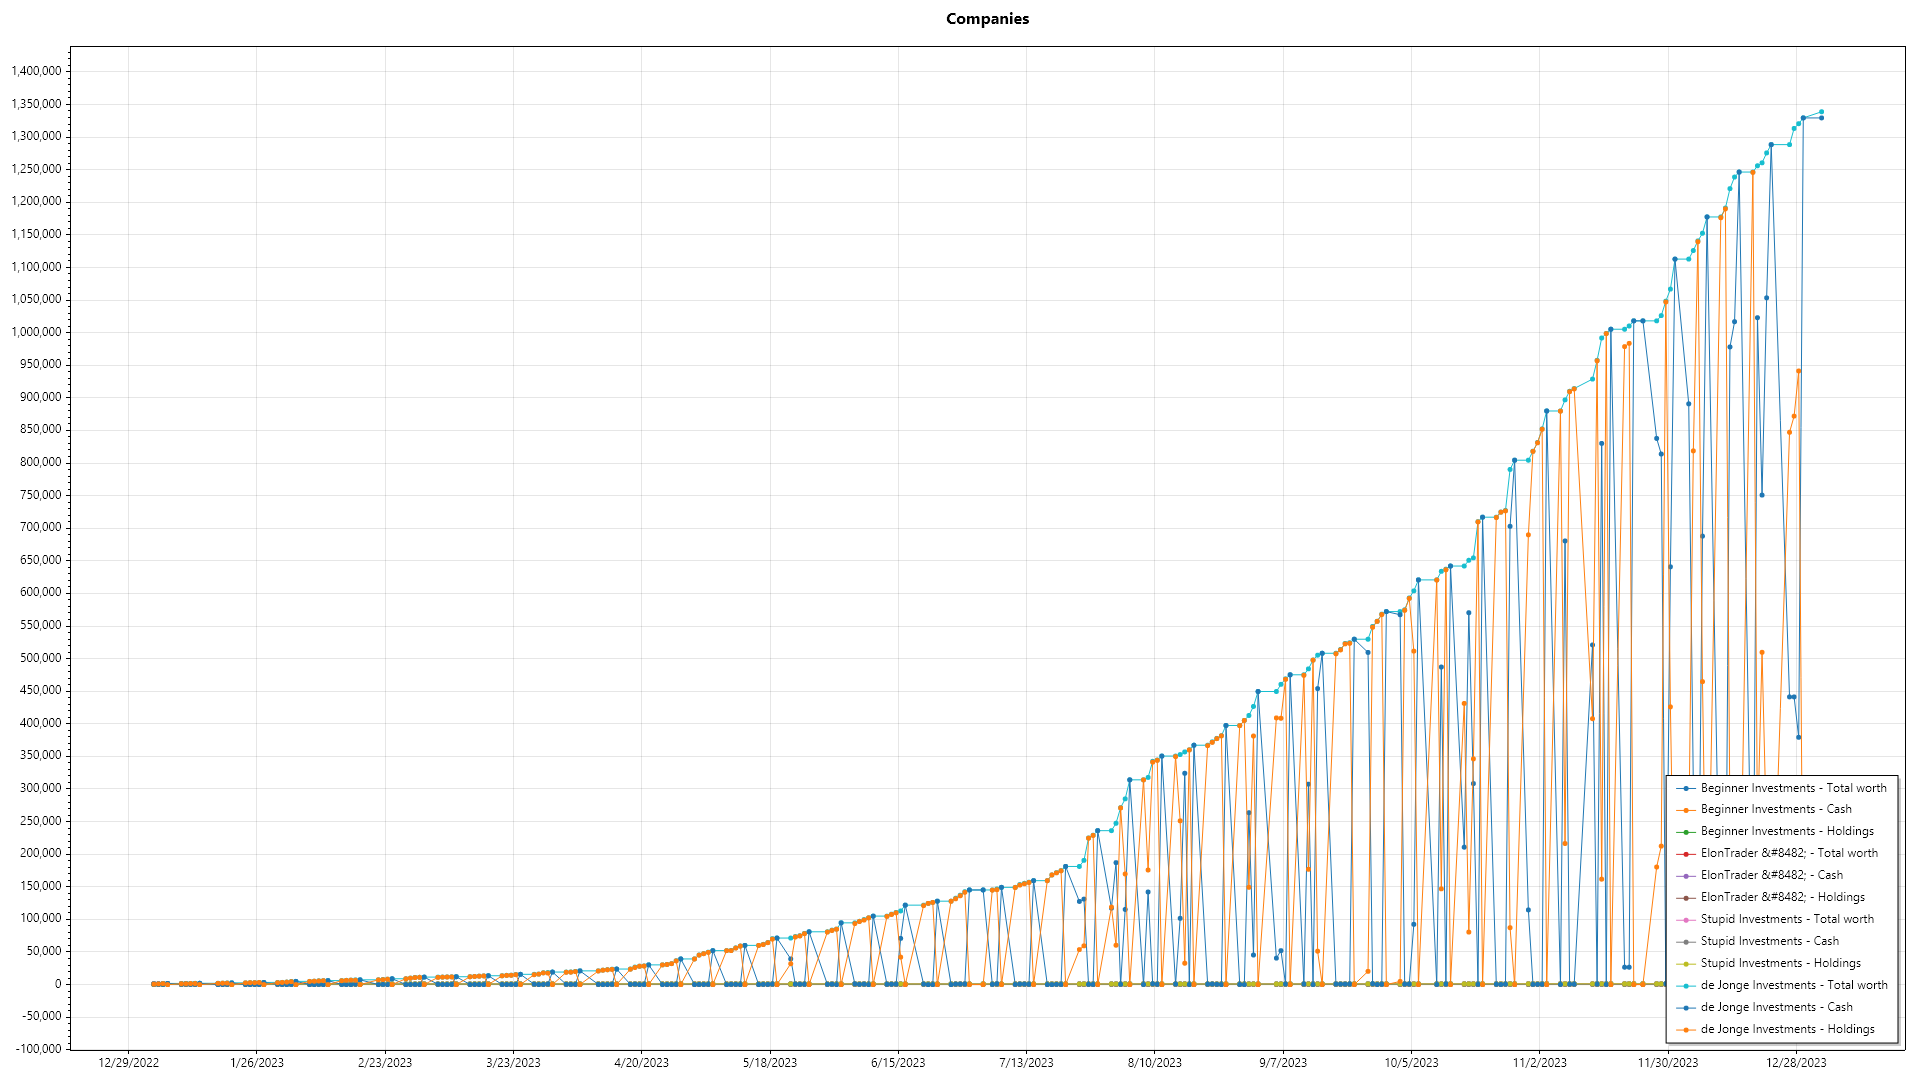 Companies
1,400,000
1,350,000
1,300,000
1,250,000
1,200,000
1,150,000
1,100,000
1,050,000
1,000,000
950,000
900,000
850,000
800,000
750,000
700,000
650,000
600,000
550,000
500,000
450,000
400,000
350,000
300,000
250,000
200,000
150,000
100,000
50,000
0
-50,000
-100,000
12/29/2022 1/26/2023 2/23/2023 3/23/2023 4/20/2023 5/18/2023 6/15/2023 7/13/2023 8/10/2023 9/7/2023 10/5/2023 11/2/2023 11/30/2023 12/28/2023
Beginner Investments - Total worth
Beginner Investments - Cash
Beginner Investments - Holdings
ElonTrader &#8482; - Total worth
ElonTrader &#8482; - Cash
ElonTrader &#8482; - Holdings
Stupid Investments - Total worth
Stupid Investments - Cash
Stupid Investments - Holdings
de Jonge Investments - Total worth
de Jonge Investments - Cash
de Jonge Investments - Holdings